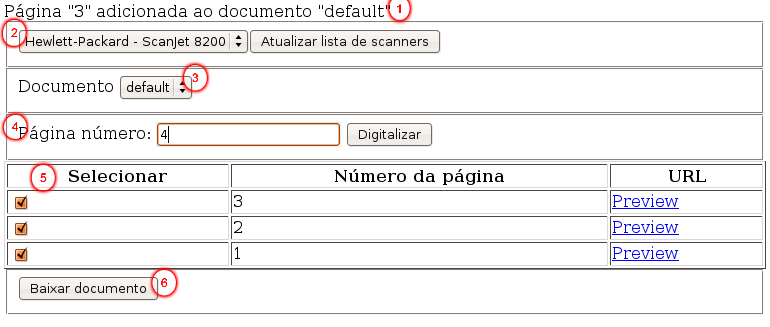 Página "3" adicionada ao documento "default" 1
2 Hewlett-Packard - ScanJet 8200 Atualizar lista de scanners
Documento default 3
4 Página número: 4 Digitalizar
5 Selecionar Número da página URL
3 Preview
2 Preview
1 Preview
Baixar documento 6